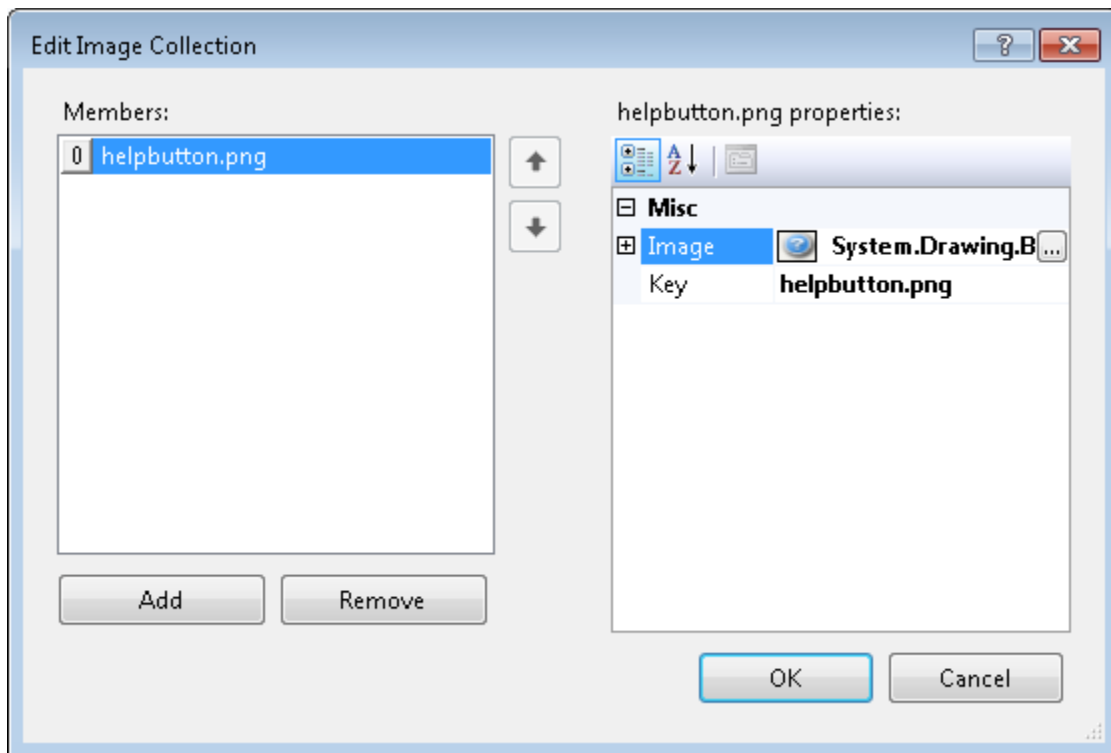 Edit Image Collection
Members:
0 helpbutton.png
Add
Remove
helpbutton.png properties:
Misc
Image System.Drawing.B...
Key helpbutton.png
OK
Cancel